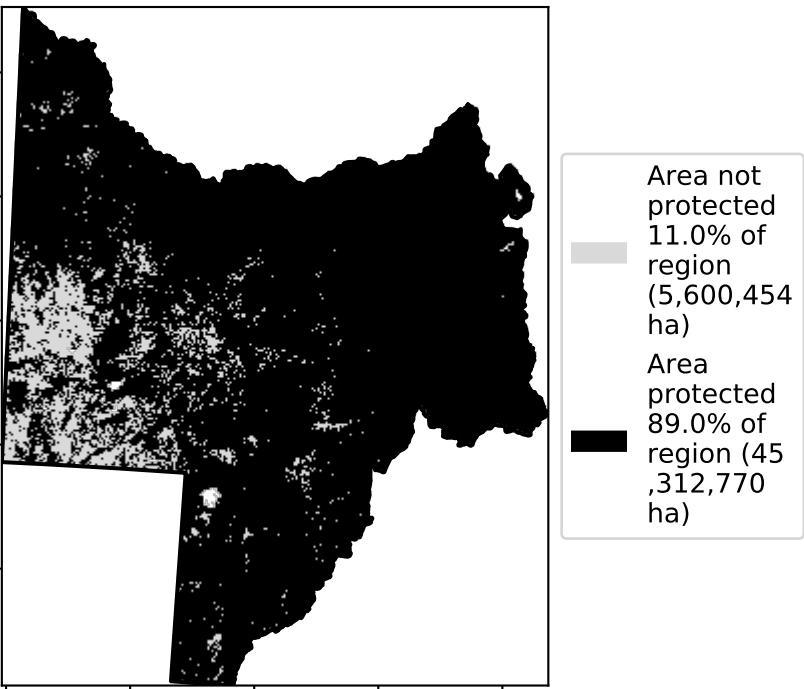 Area not
protected
11.0% of
region
(5,600,454
ha)
Area
protected
89.0% of
region (45
,312,770
ha)